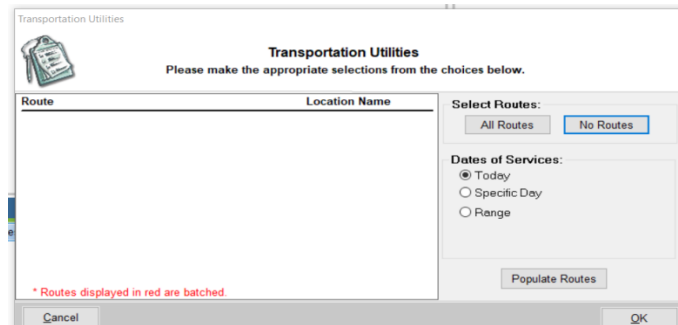 Transportation Utilities
Transportation Utilities
Please make the appropriate selections from the choices below.
Route Location Name
* Routes displayed in red are batched.
Select Routes:
All Routes No Routes
Dates of Services:
Today
Specific Day
Range
Populate Routes
Cancel OK